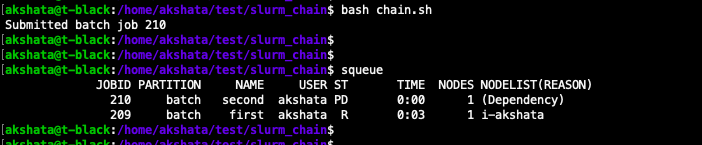 [akshata@t-black:/home/akshata/test/slurm_chain$ bash chain.sh
Submitted batch job 210
[akshata@t-black:/home/akshata/test/slurm_chain$
[akshata@t-black:/home/akshata/test/slurm_chain$
[akshata@t-black:/home/akshata/test/slurm_chain$ squeue
JOBID PARTITION NAME USER ST TIME NODES NODELIST(REASON)
210 batch second akshata PD 0:00 1 (Dependency)
209 batch first akshata R 0:03 1 i-akshata
[akshata@t-black:/home/akshata/test/slurm_chain$
[akshata@t-black:/home/akshata/test/slurm_chain$